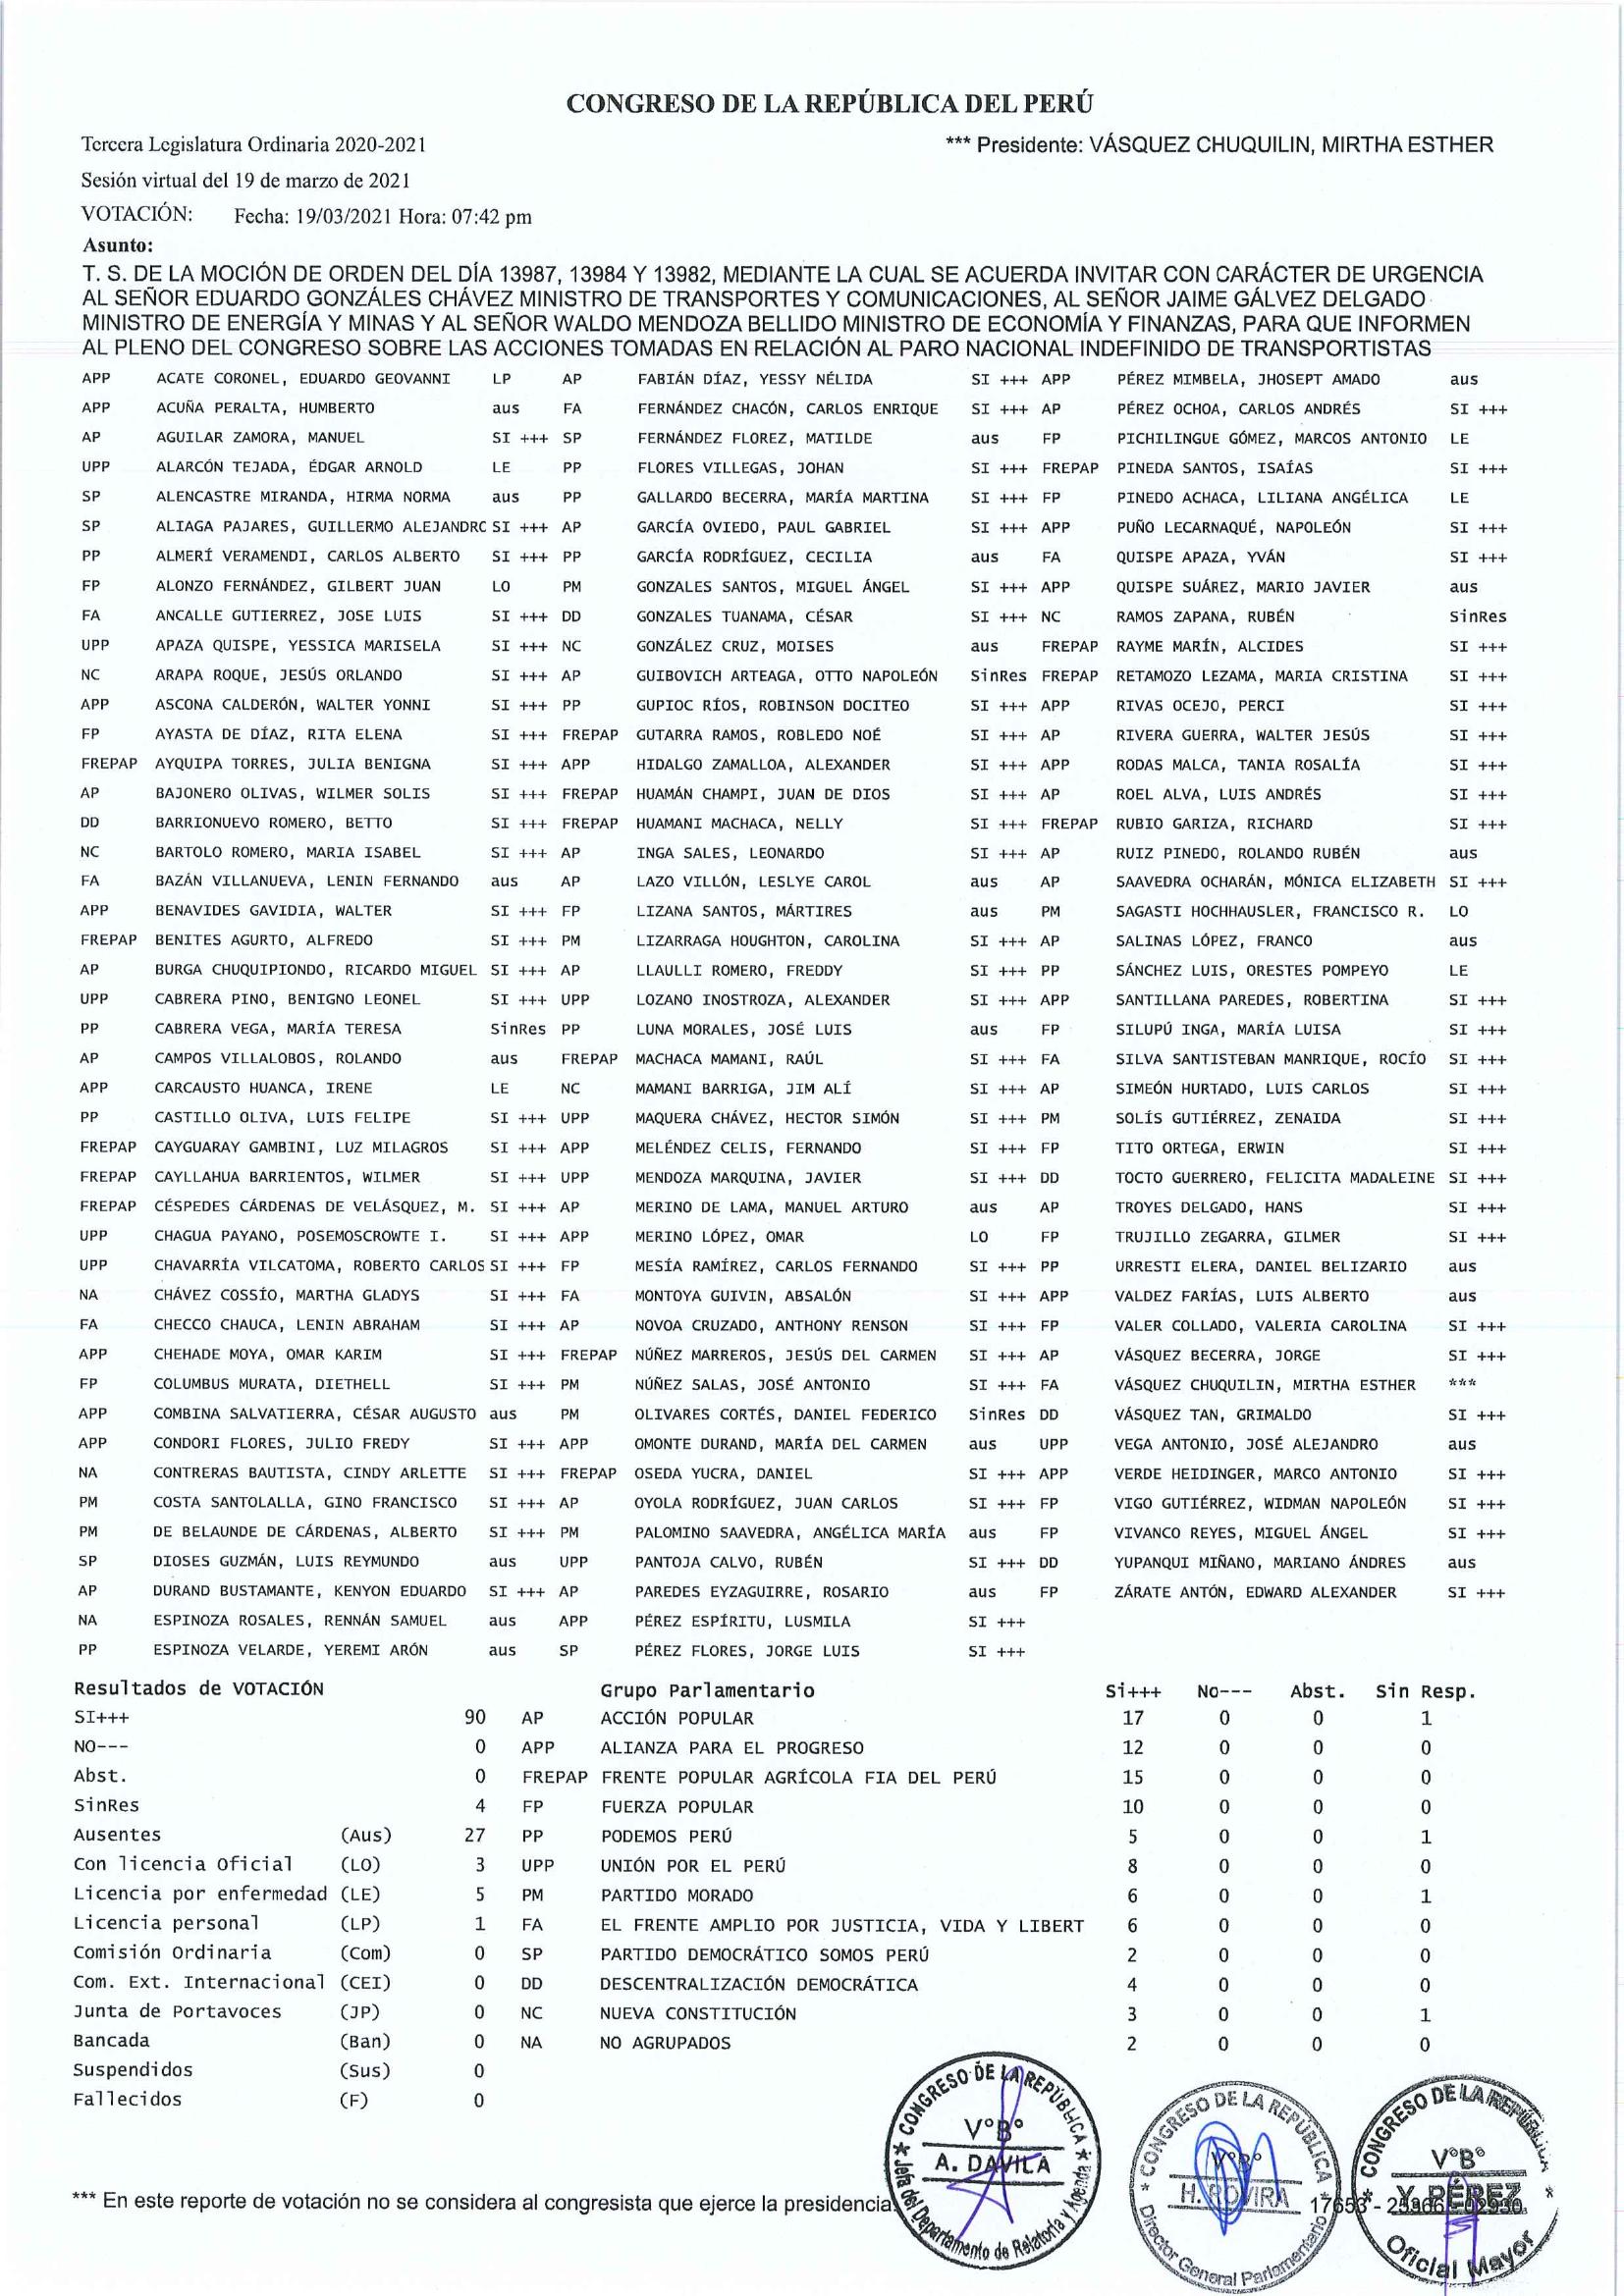 CONGRESO DE LA REPÚBLICA DEL PERÚ
Tercera Legislatura Ordinaria 2020-2021 *** Presidente: VÁSQUEZ CHUQUILIN, MIRTHA ESTHER
Sesión virtual del 19 de marzo de 2021
VOTACIÓN: Fecha: 19/03/2021 Hora: 07:42 pm
Asunto:
T. S. DE LA MOCIÓN DE ORDEN DEL DÍA 13987, 13984 Y 13982, MEDIANTE LA CUAL SE ACUERDA INVITAR CON CARÁCTER DE URGENCIA
AL SEÑOR EDUARDO GONZÁLES CHÁVEZ MINISTRO DE TRANSPORTES Y COMUNICACIONES, AL SEÑOR JAIME GÁLVEZ DELGADO
MINISTRO DE ENERGÍA Y MINAS Y AL SEÑOR WALDO MENDOZA BELLIDO MINISTRO DE ECONOMÍA Y FINANZAS, PARA QUE INFORMEN
AL PLENO DEL CONGRESO SOBRE LAS ACCIONES TOMADAS EN RELACIÓN AL PARO NACIONAL INDEFINIDO DE TRANSPORTISTAS
APP ACATE CORONEL, EDUARDO GEOVANNI LP AP FABIÁN DÍAZ, YESSY NÉLIDA SI +++ APP PÉREZ MIMBELA, JHOSEPT AMADO aus
APP ACUÑA PERALTA, HUMBERTO aus FA FERNÁNDEZ CHACÓN, CARLOS ENRIQUE SI +++ AP PÉREZ OCHOA, CARLOS ANDRÉS SI +++
AP AGUILAR ZAMORA, MANUEL SI +++ SP FERNÁNDEZ FLOREZ, MATILDE aus FP PICHILINGUE GÓMEZ, MARCOS ANTONIO LE
UPP ALARCÓN TEJADA, ÉDGAR ARNOLD LE PP FLORES VILLEGAS, JOHAN SI +++ FREPAP PINEDA SANTOS, ISAÍAS SI +++
SP ALENCASTRE MIRANDA, HIRMA NORMA aus PP GALLARDO BECERRA, MARÍA MARTINA SI +++ FP PINEDO ACHACA, LILIANA ANGÉLICA LE
SP ALIAGA PAJARES, GUILLERMO ALEJANDRO SI +++ AP GARCÍA OVIEDO, PAUL GABRIEL SI +++ APP PUÑO LECARNAQUÉ, NAPOLEÓN SI +++
PP ALMERÍ VERAMENDI, CARLOS ALBERTO SI +++ PP GARCÍA RODRÍGUEZ, CECILIA aus FA QUISPE APAZA, YVÁN SI +++
FP ALONZO FERNÁNDEZ, GILBERT JUAN LO PM GONZALES SANTOS, MIGUEL ÁNGEL SI +++ APP QUISPE SUÁREZ, MARIO JAVIER aus
FA ANCALLE GUTIERREZ, JOSE LUIS SI +++ DD GONZALES TUANAMA, CÉSAR SI +++ NC RAMOS ZAPANA, RUBÉN SinRes
UPP APAZA QUISPE, YESSICA MARISELA SI +++ NC GONZÁLEZ CRUZ, MOISES aus FREPAP RAYME MARÍN, ALCIDES SI +++
NC ARAPA ROQUE, JESÚS ORLANDO SI +++ AP GUIBOVICH ARTEAGA, OTTO NAPOLEÓN SinRes FREPAP RETAMOZO LEZAMA, MARIA CRISTINA SI +++
APP ASCONA CALDERÓN, WALTER YONNI SI +++ PP GUPIOC RÍOS, ROBINSON DOCITEO SI +++ APP RIVAS OCEJO, PERCI SI +++
FP AYASTA DE DÍAZ, RITA ELENA SI +++ FREPAP GUTARRA RAMOS, ROBLEDO NOÉ SI +++ AP RIVERA GUERRA, WALTER JESÚS SI +++
FREPAP AYQUIPA TORRES, JULIA BENIGNA SI +++ APP HIDALGO ZAMALLOA, ALEXANDER SI +++ APP RODAS MALCA, TANIA ROSALÍA SI +++
AP BAJONERO OLIVAS, WILMER SOLIS SI +++ FREPAP HUAMÁN CHAMPI, JUAN DE DIOS SI +++ AP ROEL ALVA, LUIS ANDRÉS SI +++
DD BARRIONUEVO ROMERO, BETTO SI +++ FREPAP HUAMANI MACHACA, NELLY SI +++ FREPAP RUBIO GARIZA, RICHARD SI +++
NC BARTOLO ROMERO, MARIA ISABEL SI +++ AP INGA SALES, LEONARDO SI +++ AP RUIZ PINEDO, ROLANDO RUBÉN aus
FA BAZÁN VILLANUEVA, LENIN FERNANDO aus AP LAZO VILLÓN, LESLYE CAROL aus AP SAAVEDRA OCHARÁN, MÓNICA ELIZABETH SI +++
APP BENAVIDES GAVIDIA, WALTER SI +++ FP LIZANA SANTOS, MÁRTIRES aus PM SAGASTI HOCHHAUSLER, FRANCISCO R. LO
FREPAP BENITES AGURTO, ALFREDO SI +++ PM LIZARRAGA HOUGHTON, CAROLINA SI +++ AP SALINAS LÓPEZ, FRANCO aus
AP BURGA CHUQUIPIONDO, RICARDO MIGUEL SI +++ AP LLAULLI ROMERO, FREDDY SI +++ PP SÁNCHEZ LUIS, ORESTES POMPEYO LE
UPP CABRERA PINO, BENIGNO LEONEL SI +++ UPP LOZANO INOSTROZA, ALEXANDER SI +++ APP SANTILLANA PAREDES, ROBERTINA SI +++
PP CABRERA VEGA, MARÍA TERESA SinRes PP LUNA MORALES, JOSÉ LUIS aus FP SILUPÚ INGA, MARÍA LUISA SI +++
AP CAMPOS VILLALOBOS, ROLANDO aus FREPAP MACHACA MAMANI, RAÚL SI +++ FA SILVA SANTISTEBAN MANRIQUE, ROCÍO SI +++
APP CARCAUSTO HUANCA, IRENE LE NC MAMANI BARRIGA, JIM ALÍ SI +++ AP SIMEÓN HURTADO, LUIS CARLOS SI +++
PP CASTILLO OLIVA, LUIS FELIPE SI +++ UPP MAQUERA CHÁVEZ, HECTOR SIMÓN SI +++ PM SOLÍS GUTIÉRREZ, ZENAIDA SI +++
FREPAP CAYGUARAY GAMBINI, LUZ MILAGROS SI +++ APP MELÉNDEZ CELIS, FERNANDO SI +++ FP TITO ORTEGA, ERWIN SI +++
FREPAP CAYLLAHUA BARRIENTOS, WILMER SI +++ UPP MENDOZA MARQUINA, JAVIER SI +++ DD TOCTO GUERRERO, FELICITA MADALEINE SI +++
FREPAP CÉSPEDES CÁRDENAS DE VELÁSQUEZ, M. SI +++ AP MERINO DE LAMA, MANUEL ARTURO aus AP TROYES DELGADO, HANS SI +++
UPP CHAGUA PAYANO, POSEMOSCROWTE I. SI +++ APP MERINO LÓPEZ, OMAR LO FP TRUJILLO ZEGARRA, GILMER SI +++
UPP CHAVARRÍA VILCATOMA, ROBERTO CARLOS SI +++ FP MESÍA RAMÍREZ, CARLOS FERNANDO SI +++ PP URRESTI ELERA, DANIEL BELIZARIO aus
NA CHÁVEZ COSSÍO, MARTHA GLADYS SI +++ FA MONTOYA GUIVIN, ABSALÓN SI +++ APP VALDEZ FARÍAS, LUIS ALBERTO aus
FA CHECCO CHAUCA, LENIN ABRAHAM SI +++ AP NOVOA CRUZADO, ANTHONY RENSON SI +++ FP VALER COLLADO, VALERIA CAROLINA SI +++
APP CHEHADE MOYA, OMAR KARIM SI +++ FREPAP NÚÑEZ MARREROS, JESÚS DEL CARMEN SI +++ AP VÁSQUEZ BECERRA, JORGE SI +++
FP COLUMBUS MURATA, DIETHELL SI +++ PM NÚÑEZ SALAS, JOSÉ ANTONIO SI +++ FA VÁSQUEZ CHUQUILIN, MIRTHA ESTHER ***
APP COMBINA SALVATIERRA, CÉSAR AUGUSTO aus PM OLIVARES CORTÉS, DANIEL FEDERICO SinRes DD VÁSQUEZ TAN, GRIMALDO SI +++
APP CONDORI FLORES, JULIO FREDY SI +++ APP OMONTE DURAND, MARÍA DEL CARMEN aus UPP VEGA ANTONIO, JOSÉ ALEJANDRO aus
NA CONTRERAS BAUTISTA, CINDY ARLETTE SI +++ FREPAP OSEDA YUCRA, DANIEL SI +++ APP VERDE HEIDINGER, MARCO ANTONIO SI +++
PM COSTA SANTOLALLA, GINO FRANCISCO SI +++ AP OYOLA RODRÍGUEZ, JUAN CARLOS SI +++ FP VIGO GUTIÉRREZ, WIDMAN NAPOLEÓN SI +++
PM DE BELAUNDE DE CÁRDENAS, ALBERTO SI +++ PM PALOMINO SAAVEDRA, ANGÉLICA MARÍA aus FP VIVANCO REYES, MIGUEL ÁNGEL SI +++
SP DIOSES GUZMÁN, LUIS REYMUNDO aus UPP PANTOJA CALVO, RUBÉN SI +++ DD YUPANQUI MIÑANO, MARIANO ÁNDRES aus
AP DURAND BUSTAMANTE, KENYON EDUARDO SI +++ AP PAREDES EYZAGUIRRE, ROSARIO aus FP ZÁRATE ANTÓN, EDWARD ALEXANDER SI +++
NA ESPINOZA ROSALES, RENNÁN SAMUEL aus APP PÉREZ ESPÍRITU, LUSMILA SI +++
PP ESPINOZA VELARDE, YEREMI ARÓN aus SP PÉREZ FLORES, JORGE LUIS SI +++
Resultados de VOTACIÓN Grupo Parlamentario Si+++ No--- Abst. Sin Resp.
SI+++ 90 AP ACCIÓN POPULAR 17 0 0 1
NO--- 0 APP ALIANZA PARA EL PROGRESO 12 0 0 0
Abst. 0 FREPAP FRENTE POPULAR AGRÍCOLA FIA DEL PERÚ 15 0 0 0
SinRes 4 FP FUERZA POPULAR 10 0 0 0
Ausentes (Aus) 27 PP PODEMOS PERÚ 5 0 0 1
Con licencia Oficial (LO) 3 UPP UNIÓN POR EL PERÚ 8 0 0 0
Licencia por enfermedad (LE) 5 PM PARTIDO MORADO 6 0 0 1
Licencia personal (LP) 1 FA EL FRENTE AMPLIO POR JUSTICIA, VIDA Y LIBERT 6 0 0 0
Comisión Ordinaria (Com) 0 SP PARTIDO DEMOCRÁTICO SOMOS PERÚ 2 0 0 0
Com. Ext. Internacional (CEI) 0 DD DESCENTRALIZACIÓN DEMOCRÁTICA 4 0 0 0
Junta de Portavoces (JP) 0 NC NUEVA CONSTITUCIÓN 3 0 0 1
Bancada (Ban) 0 NA NO AGRUPADOS 2 0 0 0
Suspendidos (Sus) 0
Fallecidos (F) 0
CONGRESO DE LA REPÚBLICA
V°B°
A. DAVILA
Jefa del Departamento de Relatoría y Agenda
CONGRESO DE LA REPÚBLICA
V°B°
H. ROVIRA
Director General Parlamentario
CONGRESO DE LA REPÚBLICA
V°B°
Y. PÉREZ
Oficial Mayor
*** En este reporte de votación no se considera al congresista que ejerce la presidencia. 17653 -